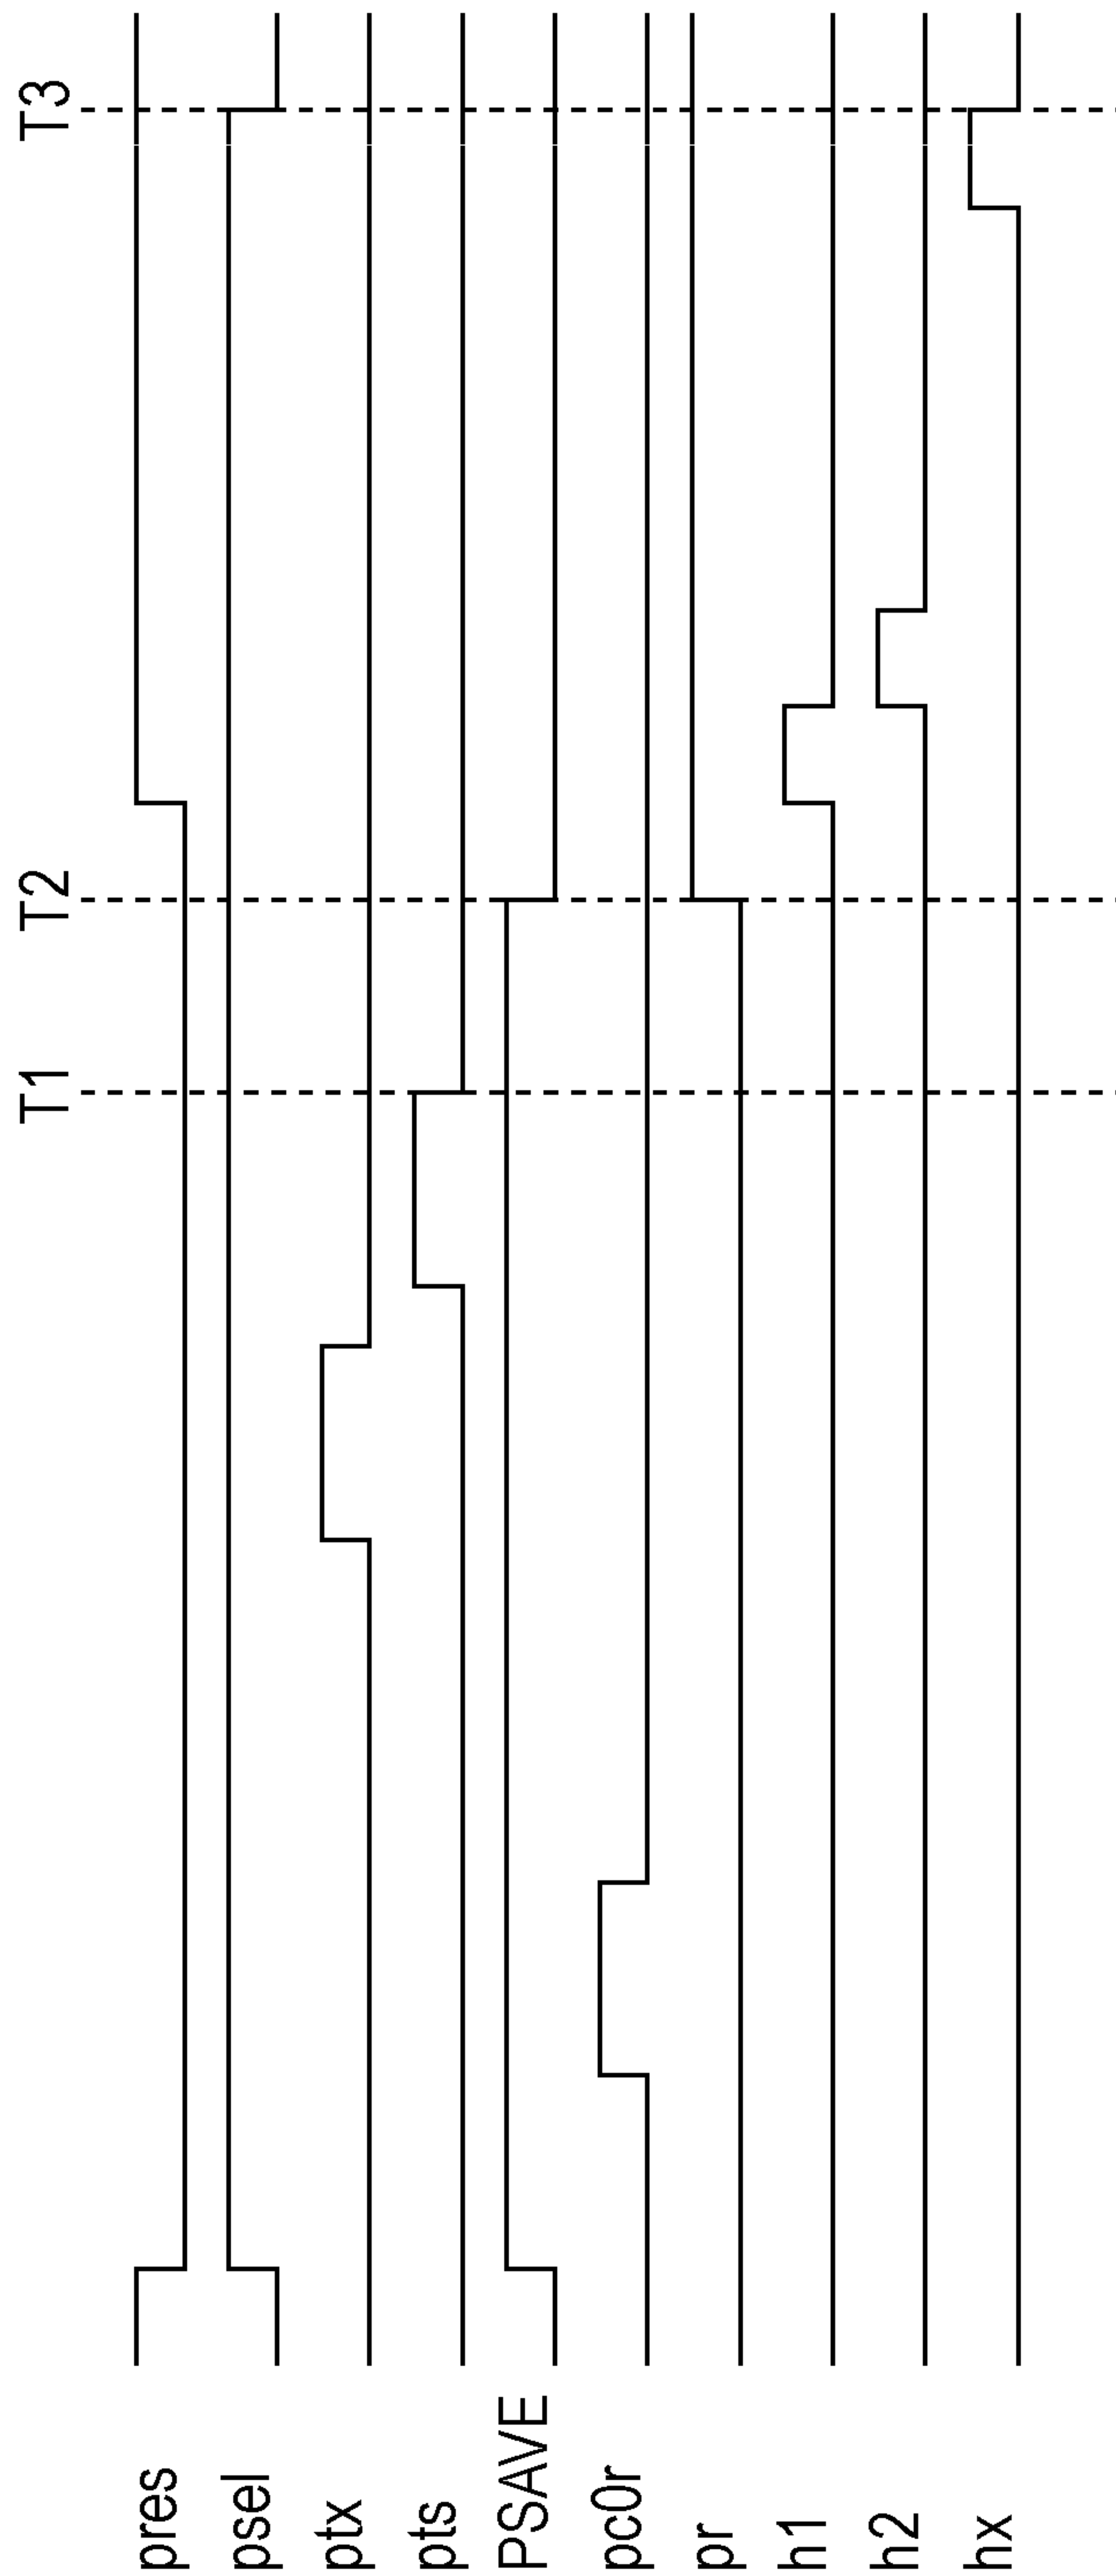 T1
T2
T3
pres
psel
ptx
pts
PSAVE
pc0r
pr
h1
h2
hx